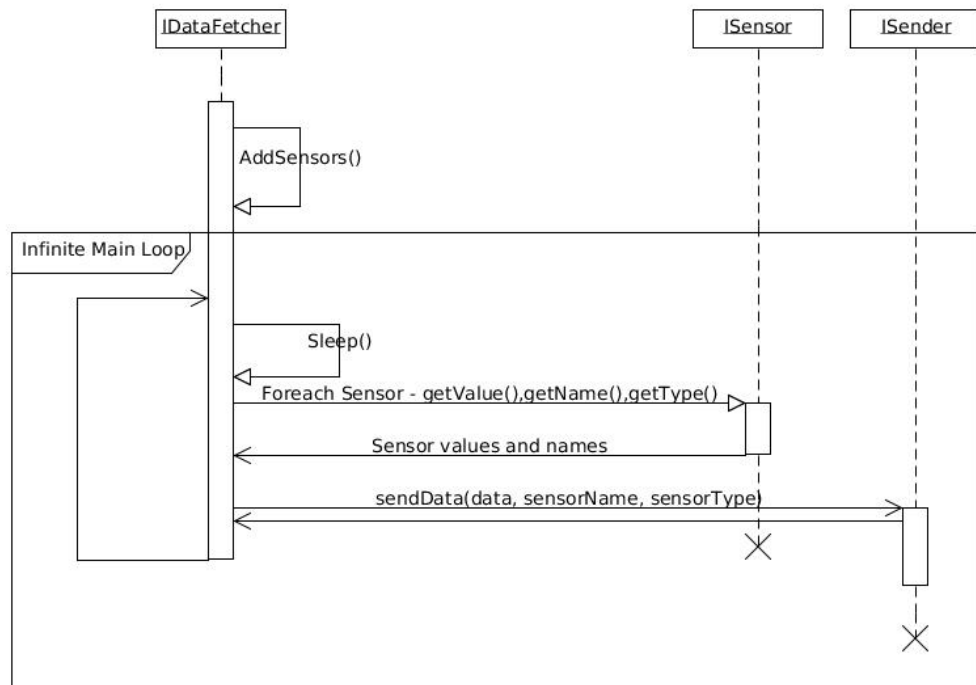 IDataFetcher
ISensor
ISender
AddSensors()
Infinite Main Loop
Sleep()
Foreach Sensor - getValue(),getName(),getType()
Sensor values and names
sendData(data, sensorName, sensorType)